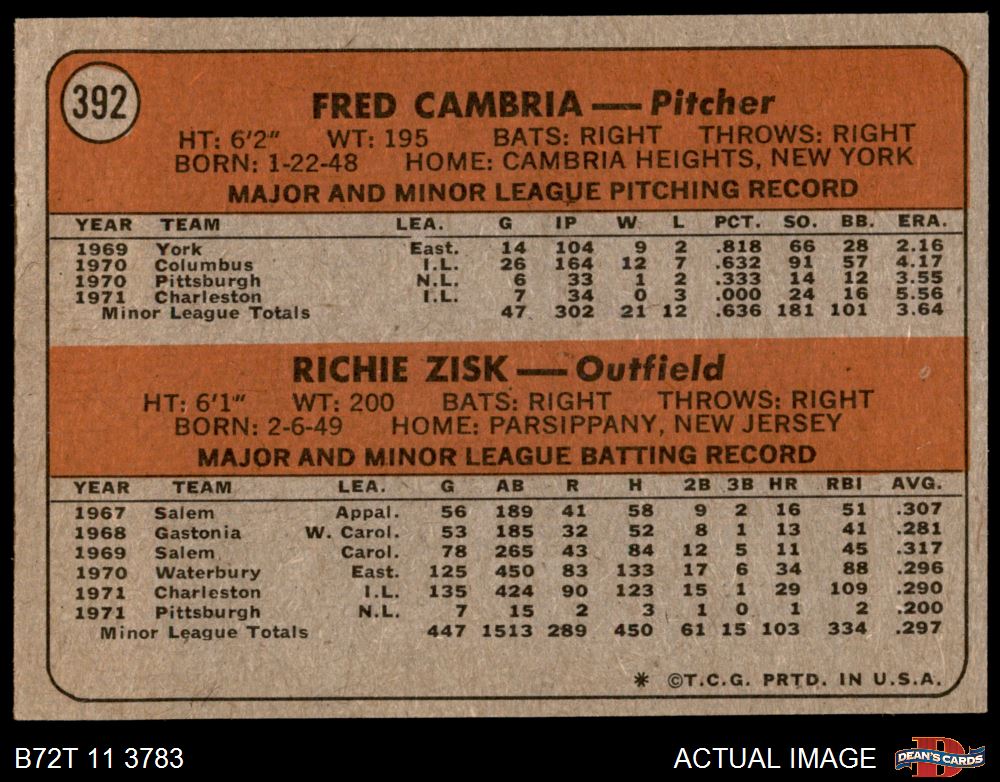 392
FRED CAMBRIA — Pitcher
HT: 6'2" WT: 195 BATS: RIGHT THROWS: RIGHT
BORN: 1-22-48 HOME: CAMBRIA HEIGHTS, NEW YORK
MAJOR AND MINOR LEAGUE PITCHING RECORD
YEAR TEAM LEA. G IP W L PCT. SO. BB. ERA.
1969 York East. 14 104 9 2 .818 66 28 2.16
1970 Columbus I.L. 26 164 12 7 .632 91 57 4.17
1970 Pittsburgh N.L. 6 33 1 2 .333 14 12 3.55
1971 Charleston I.L. 7 34 0 3 .000 24 16 5.56
Minor League Totals 47 302 21 12 .636 181 101 3.64
RICHIE ZISK — Outfield
HT: 6'1" WT: 200 BATS: RIGHT THROWS: RIGHT
BORN: 2-6-49 HOME: PARSIPPANY, NEW JERSEY
MAJOR AND MINOR LEAGUE BATTING RECORD
YEAR TEAM LEA. G AB R H 2B 3B HR RBI AVG.
1967 Salem Appal. 56 189 41 58 9 2 16 51 .307
1968 Gastonia W. Carol. 53 185 32 52 8 1 13 41 .281
1969 Salem Carol. 78 265 43 84 12 5 11 45 .317
1970 Waterbury East. 125 450 83 133 17 6 34 88 .296
1971 Charleston I.L. 135 424 90 123 15 1 29 109 .290
1971 Pittsburgh N.L. 7 15 2 3 1 0 1 2 .200
Minor League Totals 447 1513 289 450 61 15 103 334 .297
* ©T.C.G. PRTD. IN U.S.A.
B72T 11 3783 ACTUAL IMAGE D DEAN'S CARDS